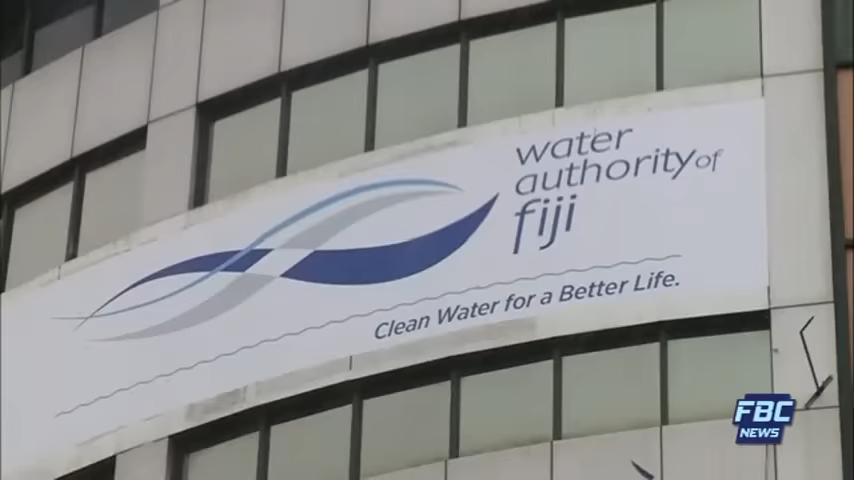 water
authority of
fiji
Clean Water for a Better Life.
FBC
NEWS